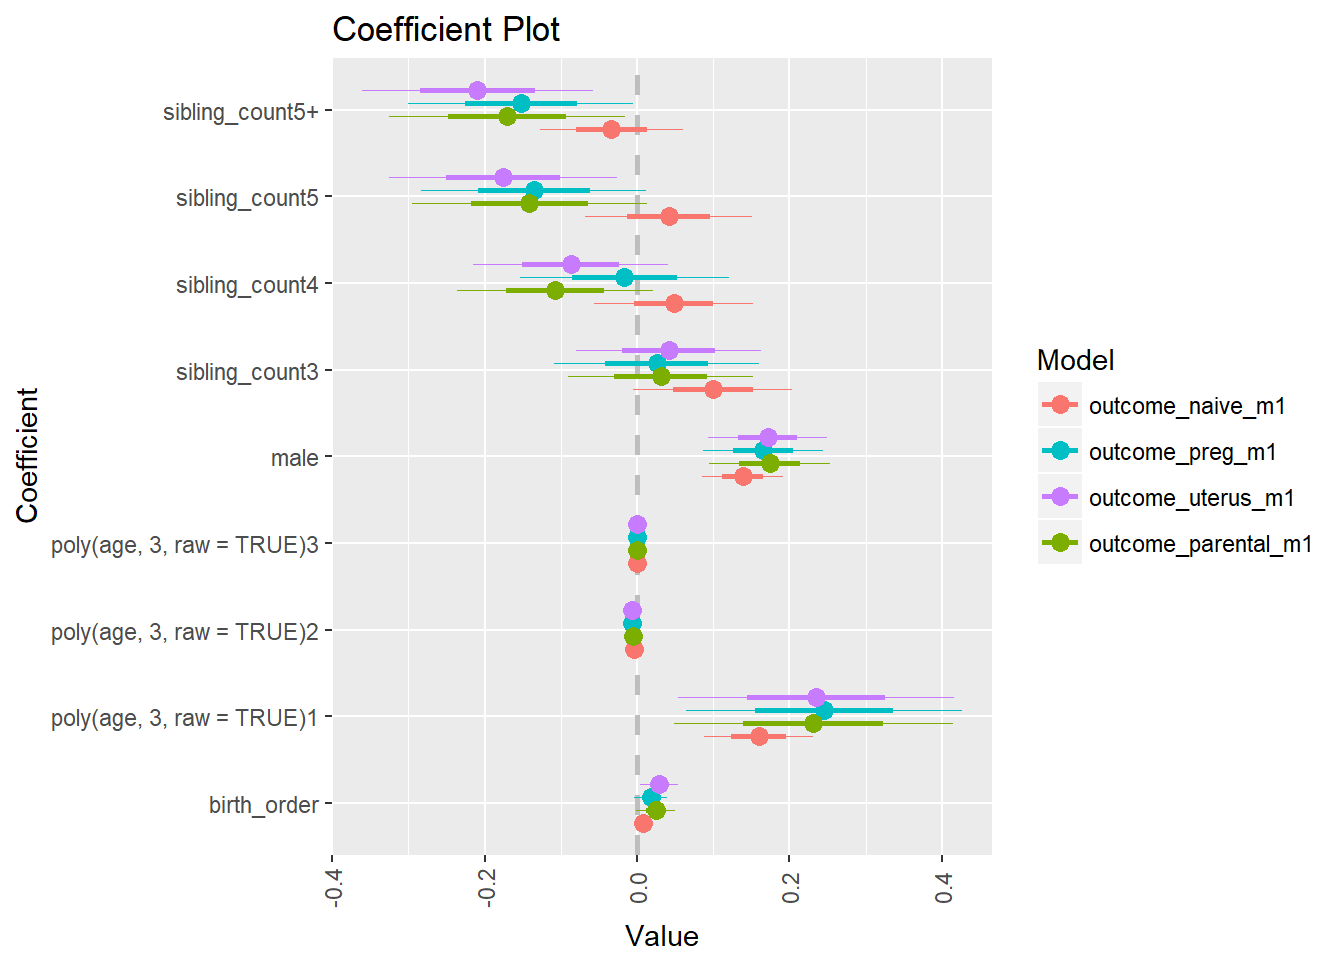 Coefficient Plot
sibling_count5+
sibling_count5
sibling_count4
sibling_count3
male
poly(age, 3, raw = TRUE)3
poly(age, 3, raw = TRUE)2
poly(age, 3, raw = TRUE)1
birth_order
Coefficient
-0.4
-0.2
0.0
0.2
0.4
Value
Model
outcome_naive_m1
outcome_preg_m1
outcome_uterus_m1
outcome_parental_m1